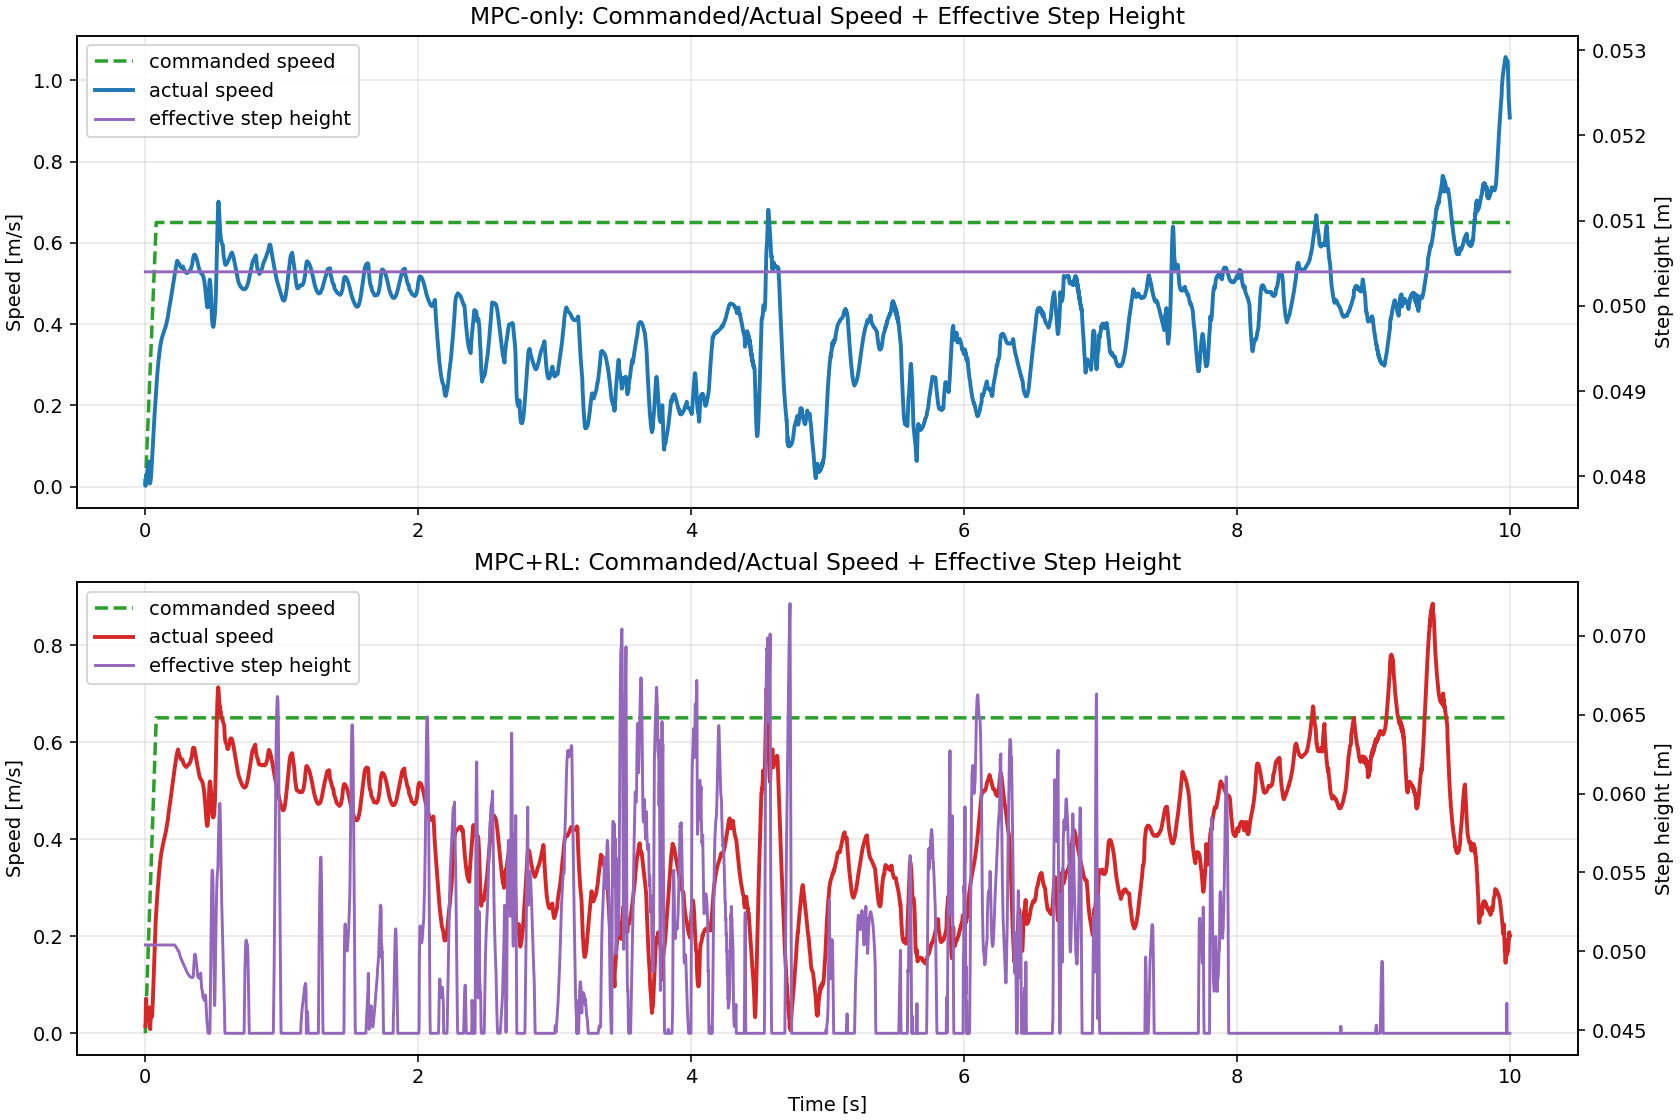 MPC-only: Commanded/Actual Speed + Effective Step Height
commanded speed
actual speed
effective step height
Speed [m/s]
1.0
0.8
0.6
0.4
0.2
0.0
0.053
0.052
0.051
0.050
0.049
0.048
Step height [m]
0 2 4 6 8 10
MPC+RL: Commanded/Actual Speed + Effective Step Height
commanded speed
actual speed
effective step height
Speed [m/s]
0.8
0.6
0.4
0.2
0.0
0.070
0.065
0.060
0.055
0.050
0.045
Step height [m]
0 2 4 6 8 10
Time [s]